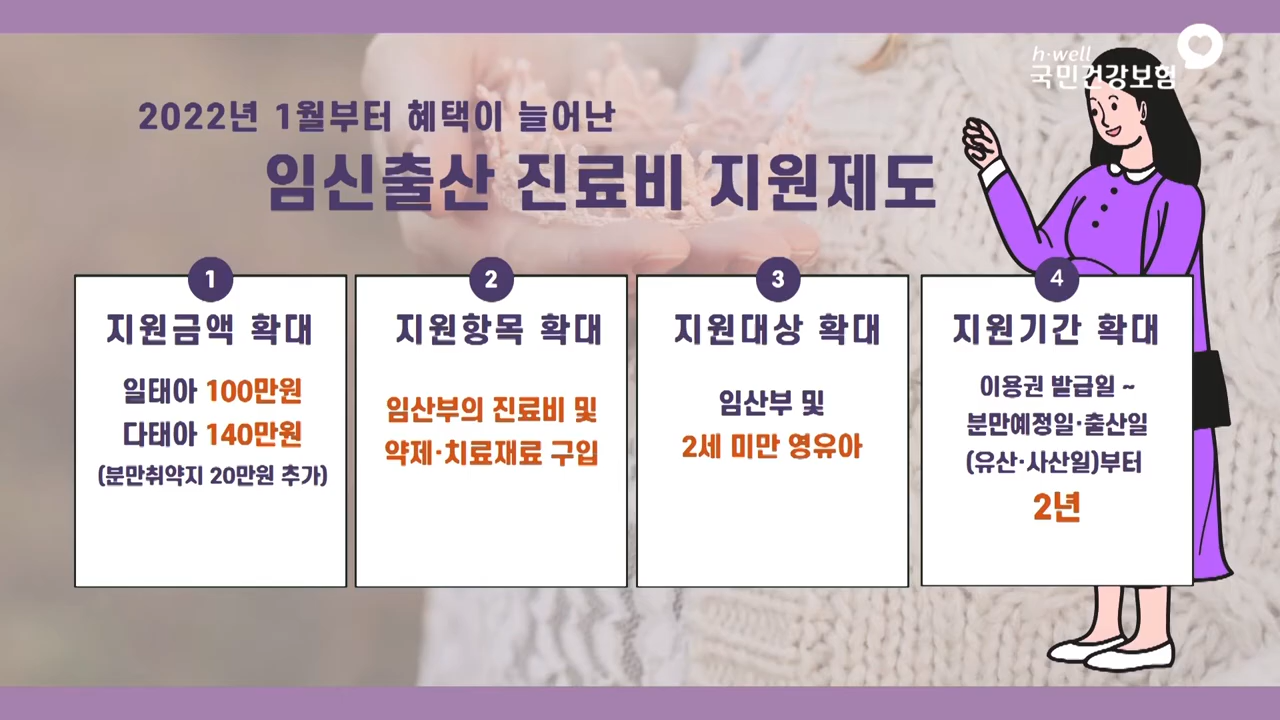 h·well
국민건강보험
2022년 1월부터 혜택이 늘어난
임신출산 진료비 지원제도
1
지원금액 확대
일태아 100만원
다태아 140만원
(분만취약지 20만원 추가)
2
지원항목 확대
임산부의 진료비 및
약제·치료재료 구입
3
지원대상 확대
임산부 및
2세 미만 영유아
4
지원기간 확대
이용권 발급일 ~
분만예정일·출산일
(유산·사산일)부터
2년